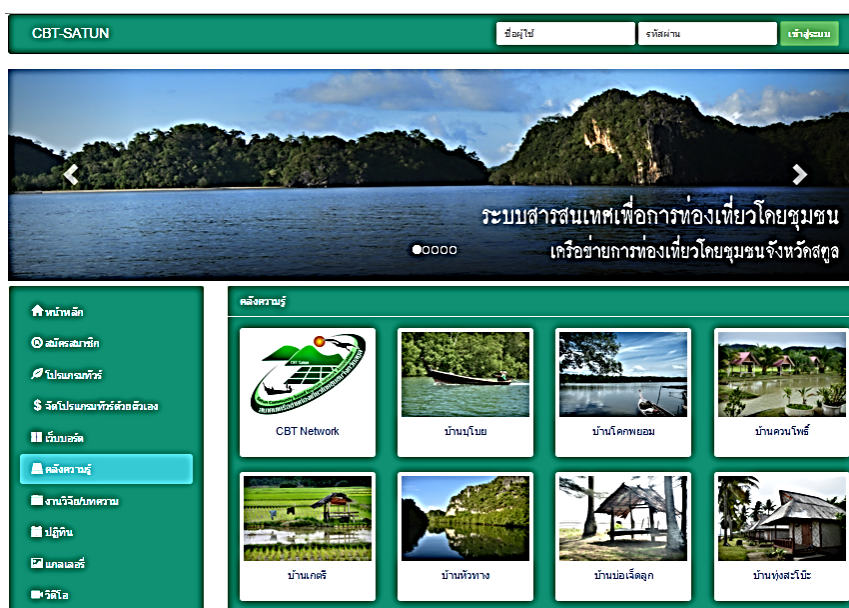 CBT-SATUN
ชื่อผู้ใช้
รหัสผ่าน
เข้าสู่ระบบ
ระบบสารสนเทศเพื่อการท่องเที่ยวโดยชุมชน
เครือข่ายการท่องเที่ยวโดยชุมชนจังหวัดสตูล
หน้าหลัก
สมัครสมาชิก
โปรแกรมทัวร์
จัดโปรแกรมทัวร์ด้วยตัวเอง
เว็บบอร์ด
คลังความรู้
งานวิจัย/บทความ
ปฏิทิน
แกลเลอรี่
วิดีโอ
คลังความรู้
CBT Satun
CBT Network
บ้านบุโบย
บ้านโคกพยอม
บ้านควนโพธิ์
บ้านเกตรี
บ้านหัวทาง
บ้านบ่อเจ็ดลูก
บ้านทุ่งสะโบ๊ะ